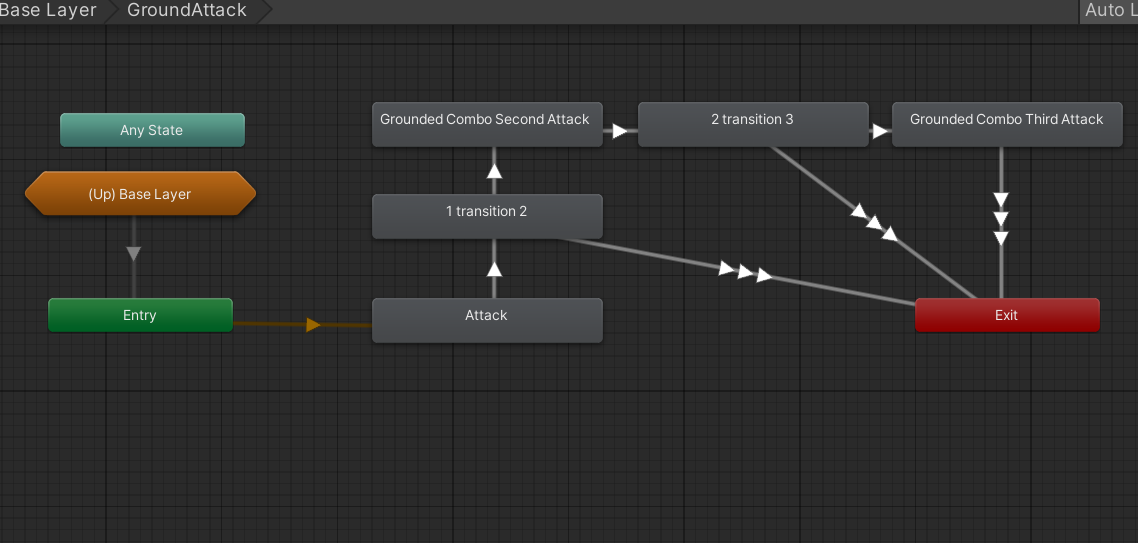 Base Layer
GroundAttack
Auto L
Any State
Grounded Combo Second Attack
2 transition 3
Grounded Combo Third Attack
(Up) Base Layer
1 transition 2
Entry
Attack
Exit